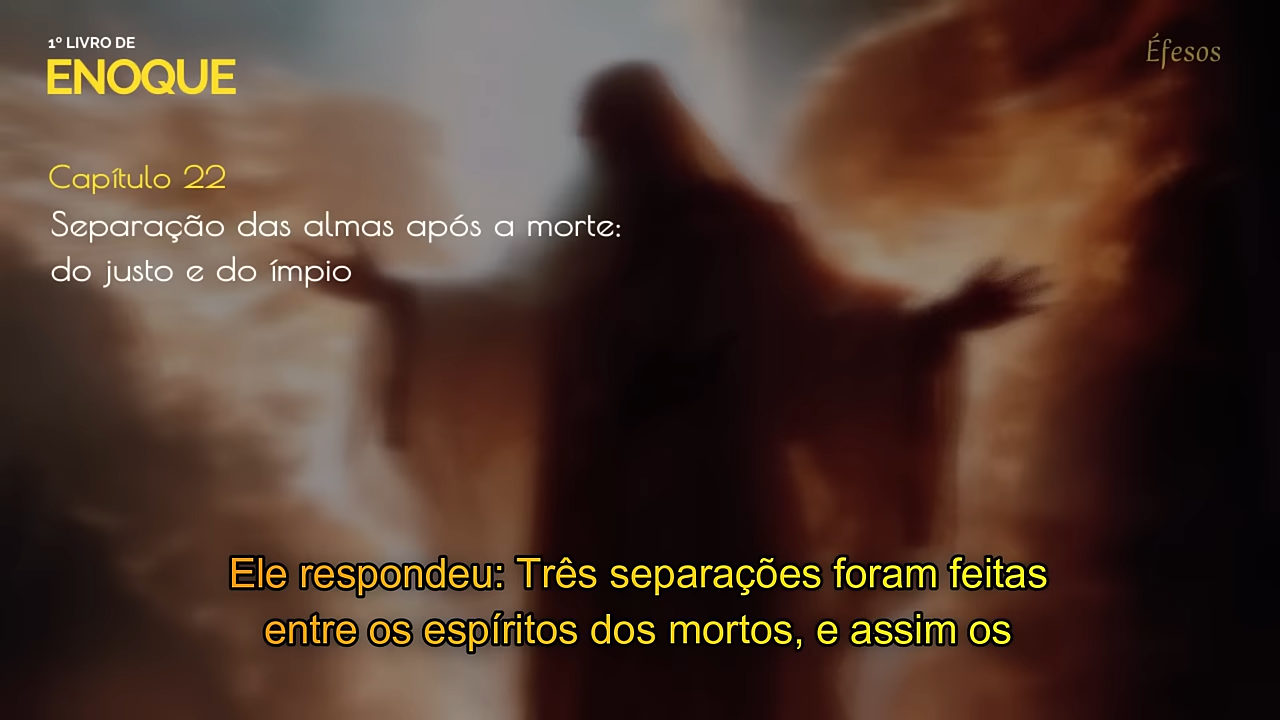 1º LIVRO DE
ENOQUE
Éfesos
Capítulo 22
Separação das almas após a morte:
do justo e do ímpio
Ele respondeu: Três separações foram feitas
entre os espíritos dos mortos, e assim os